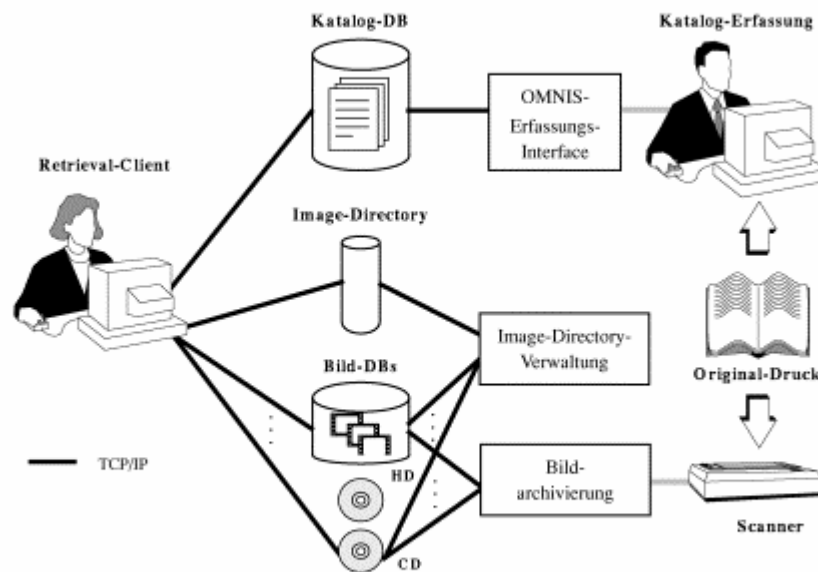 Katalog-DB
Katalog-Erfassung
OMNIS-
Erfassungs-
Interface
Retrieval-Client
Image-Directory
Image-Directory-
Verwaltung
Original-Druck
Bild-DBs
TCP/IP
HD
Bild-
archivierung
Scanner
CD